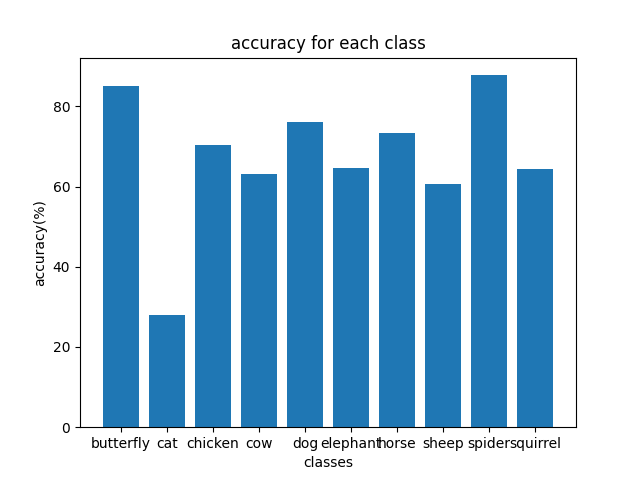 accuracy for each class
accuracy(%)
80
60
40
20
0
butterfly cat chicken cow dog elephant horse sheep spider squirrel
classes